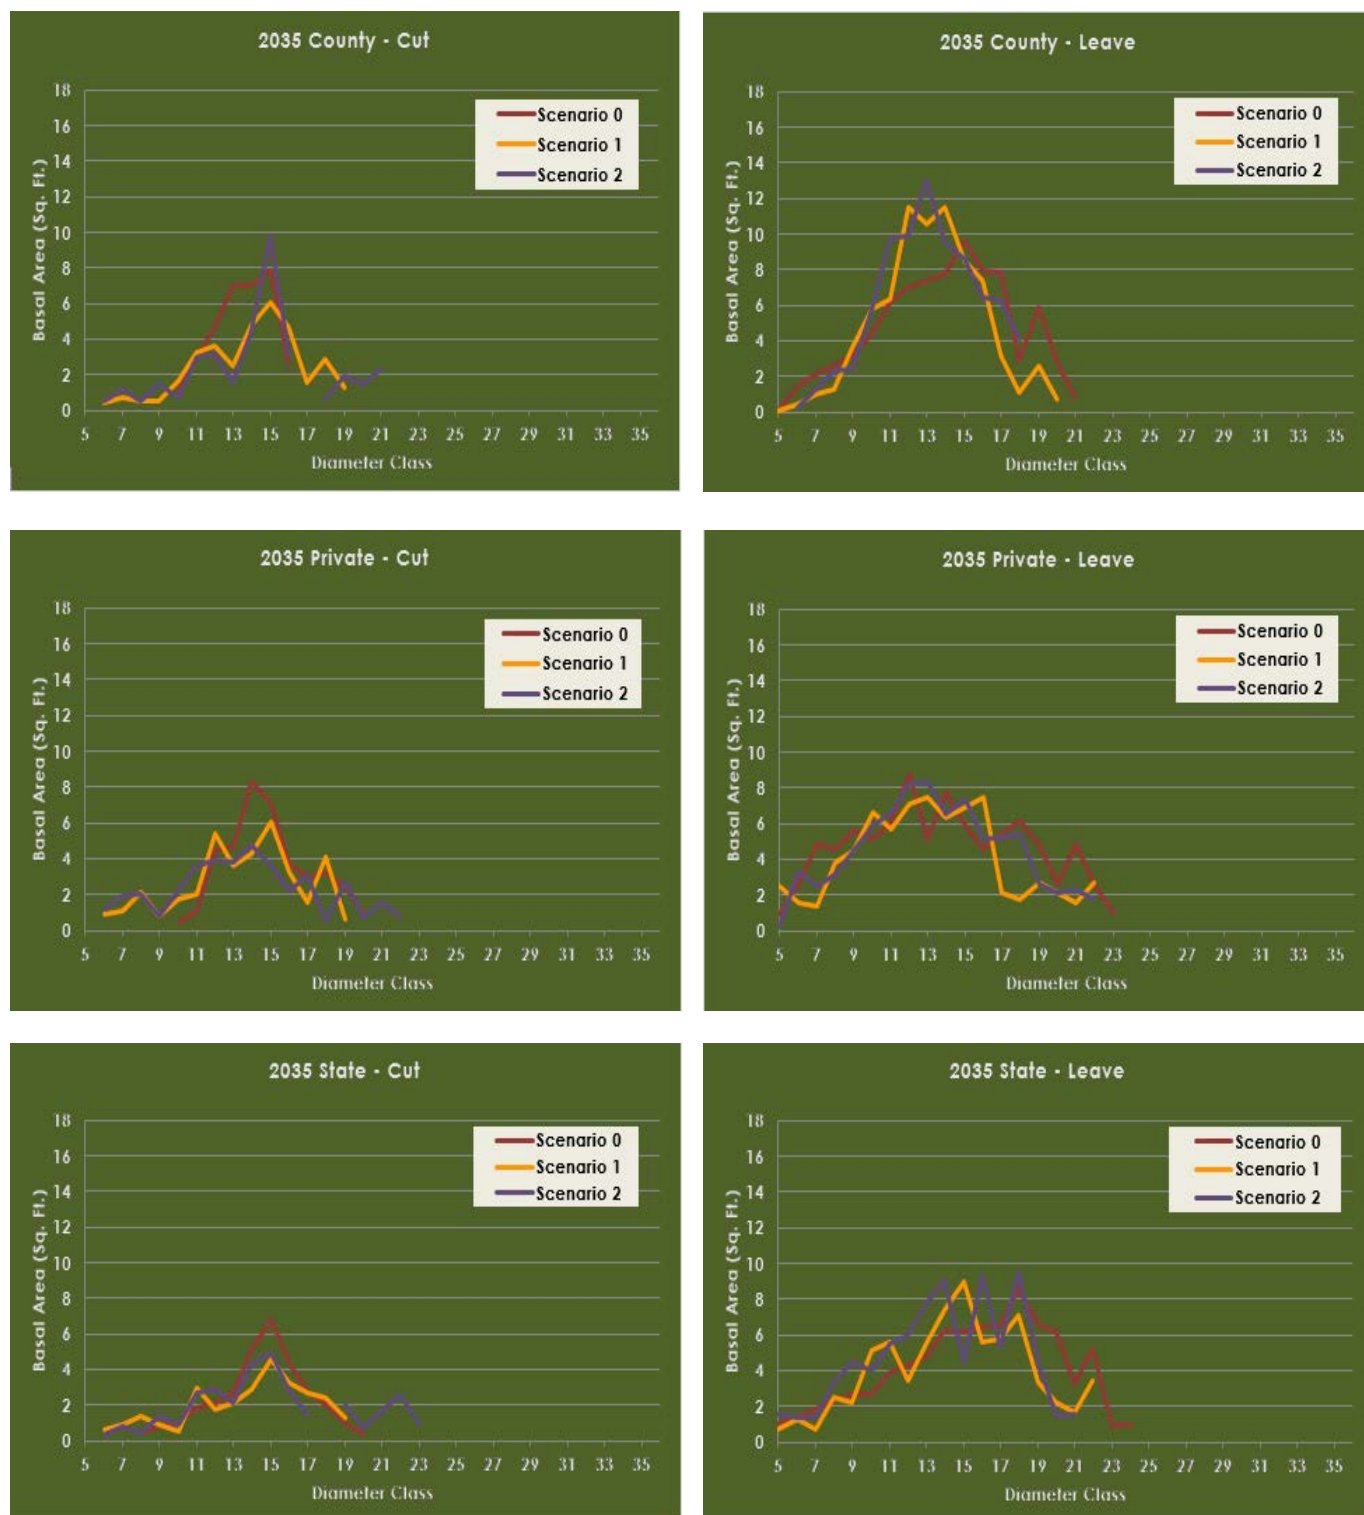 2035 County - Cut
18
16
14
12
10
8
6
4
2
0
Basal Area (Sq. Ft.)
Scenario 0
Scenario 1
Scenario 2
5 7 9 11 13 15 17 19 21 23 25 27 29 31 33 35
Diameter Class
2035 County - Leave
18
16
14
12
10
8
6
4
2
0
Basal Area (Sq. Ft.)
Scenario 0
Scenario 1
Scenario 2
5 7 9 11 13 15 17 19 21 23 25 27 29 31 33 35
Diameter Class
2035 Private - Cut
18
16
14
12
10
8
6
4
2
0
Basal Area (Sq. Ft.)
Scenario 0
Scenario 1
Scenario 2
5 7 9 11 13 15 17 19 21 23 25 27 29 31 33 35
Diameter Class
2035 Private - Leave
18
16
14
12
10
8
6
4
2
0
Basal Area (Sq. Ft.)
Scenario 0
Scenario 1
Scenario 2
5 7 9 11 13 15 17 19 21 23 25 27 29 31 33 35
Diameter Class
2035 State - Cut
18
16
14
12
10
8
6
4
2
0
Basal Area (Sq. Ft.)
Scenario 0
Scenario 1
Scenario 2
5 7 9 11 13 15 17 19 21 23 25 27 29 31 33 35
Diameter Class
2035 State - Leave
18
16
14
12
10
8
6
4
2
0
Basal Area (Sq. Ft.)
Scenario 0
Scenario 1
Scenario 2
5 7 9 11 13 15 17 19 21 23 25 27 29 31 33 35
Diameter Class